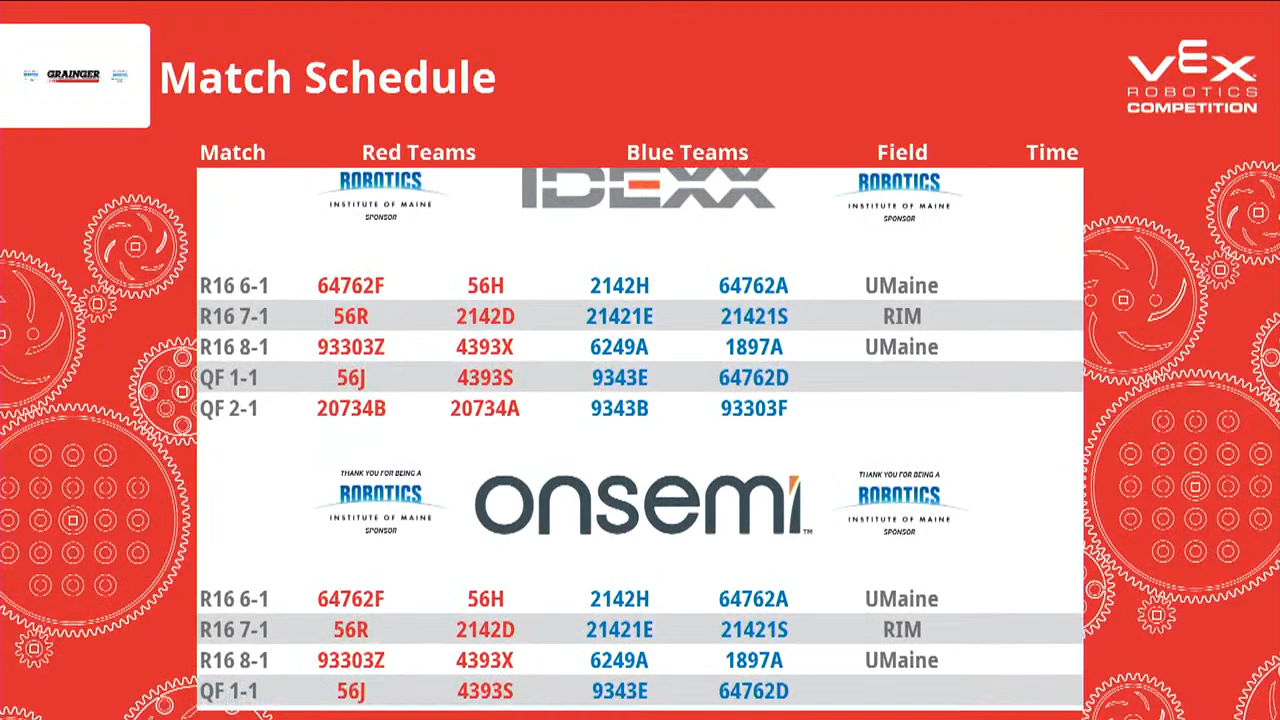 GRAINGER
Match Schedule
VEX
ROBOTICS
COMPETITION
Match Red Teams Blue Teams Field Time
ROBOTICS IDEXX ROBOTICS
INSTITUTE OF MAINE INSTITUTE OF MAINE
SPONSOR SPONSOR
R16 6-1 64762F 56H 2142H 64762A UMaine
R16 7-1 56R 2142D 21421E 21421S RIM
R16 8-1 93303Z 4393X 6249A 1897A UMaine
QF 1-1 56J 4393S 9343E 64762D
QF 2-1 20734B 20734A 9343B 93303F
THANK YOU FOR BEING A THANK YOU FOR BEING A
ROBOTICS onsemi™ ROBOTICS
INSTITUTE OF MAINE INSTITUTE OF MAINE
SPONSOR SPONSOR
R16 6-1 64762F 56H 2142H 64762A UMaine
R16 7-1 56R 2142D 21421E 21421S RIM
R16 8-1 93303Z 4393X 6249A 1897A UMaine
QF 1-1 56J 4393S 9343E 64762D